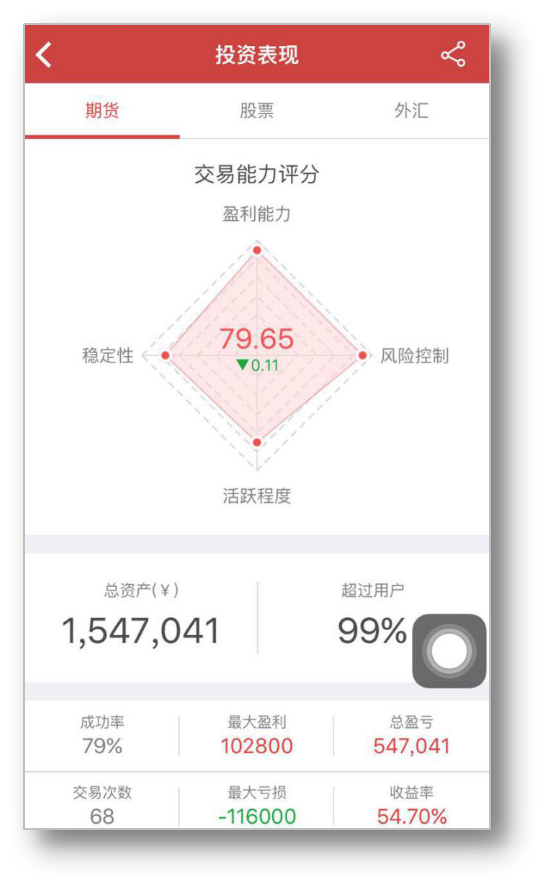 投资表现
期货 股票 外汇
交易能力评分
盈利能力
79.65
▼0.11
稳定性 风险控制
活跃程度
总资产(¥) 超过用户
1,547,041 99%
成功率 最大盈利 总盈亏
79% 102800 547,041
交易次数 最大亏损 收益率
68 -116000 54.70%